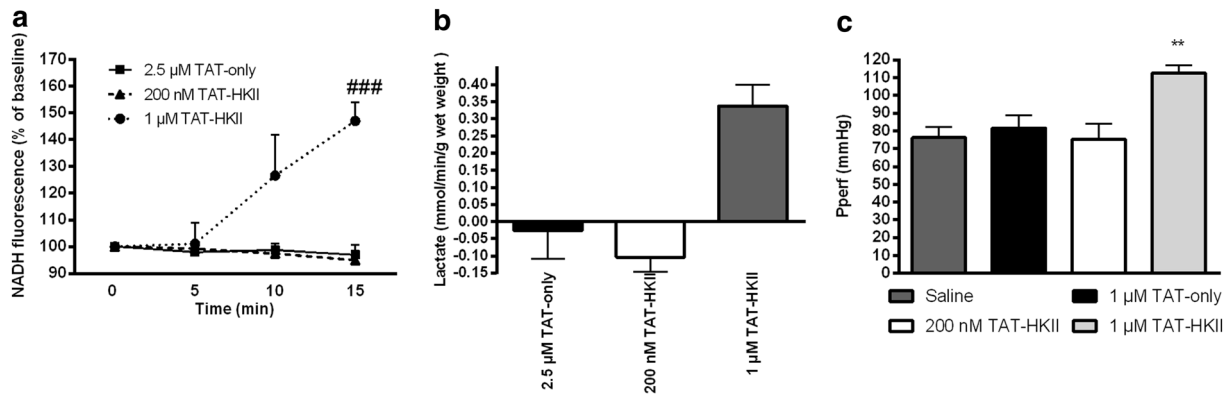 a
NADH fluorescence (% of baseline)
170
160
150
140
130
120
110
100
90
2.5 µM TAT-only
200 nM TAT-HKII
1 µM TAT-HKII
###
0 5 10 15
Time (min)
b
Lactate (mmol/min/g wet weight )
0.40
0.35
0.30
0.25
0.20
0.15
0.10
0.05
0.00
-0.05
-0.10
-0.15
2.5 µM TAT-only
200 nM TAT-HKII
1 µM TAT-HKII
c
Pperf (mmHg)
120
110
100
90
80
70
60
50
40
30
20
10
0
**
Saline
1 µM TAT-only
200 nM TAT-HKII
1 µM TAT-HKII